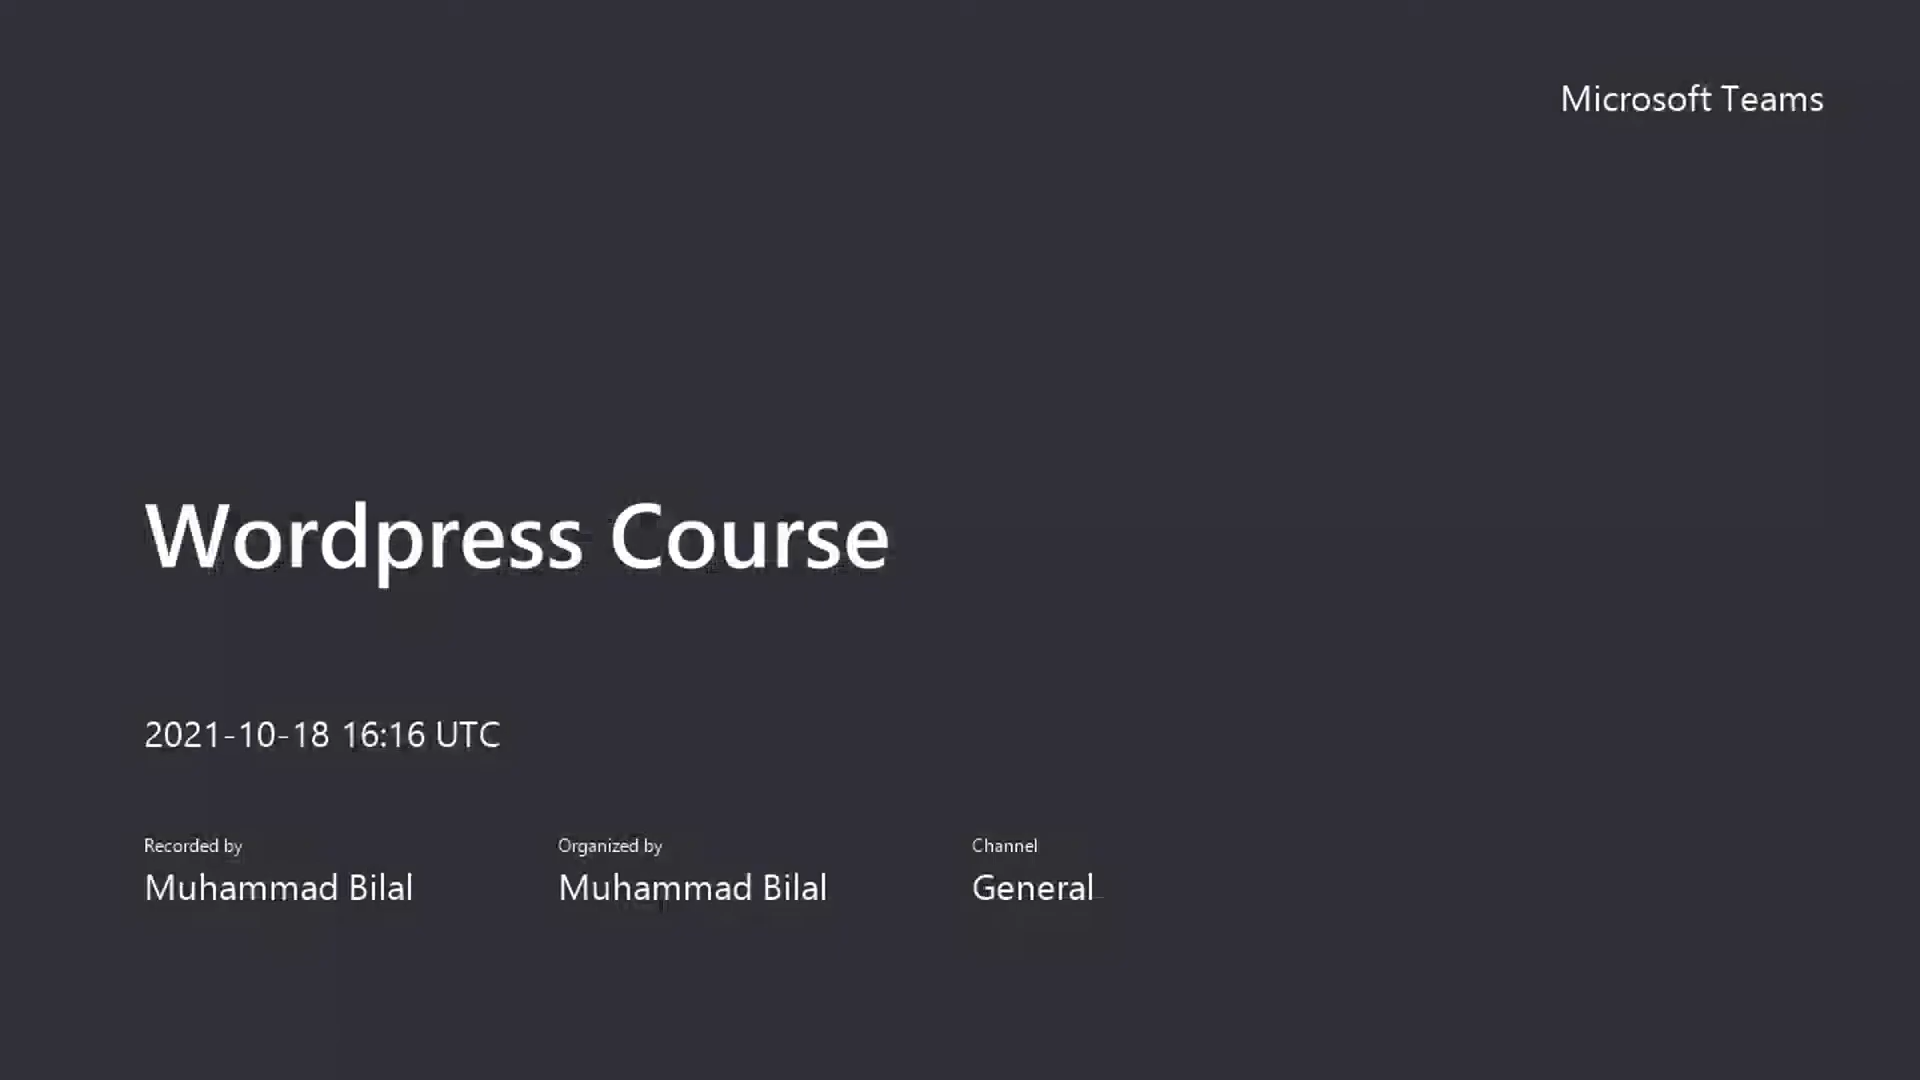 Microsoft Teams
Wordpress Course
2021-10-18 16:16 UTC
Recorded by
Muhammad Bilal
Organized by
Muhammad Bilal
Channel
General